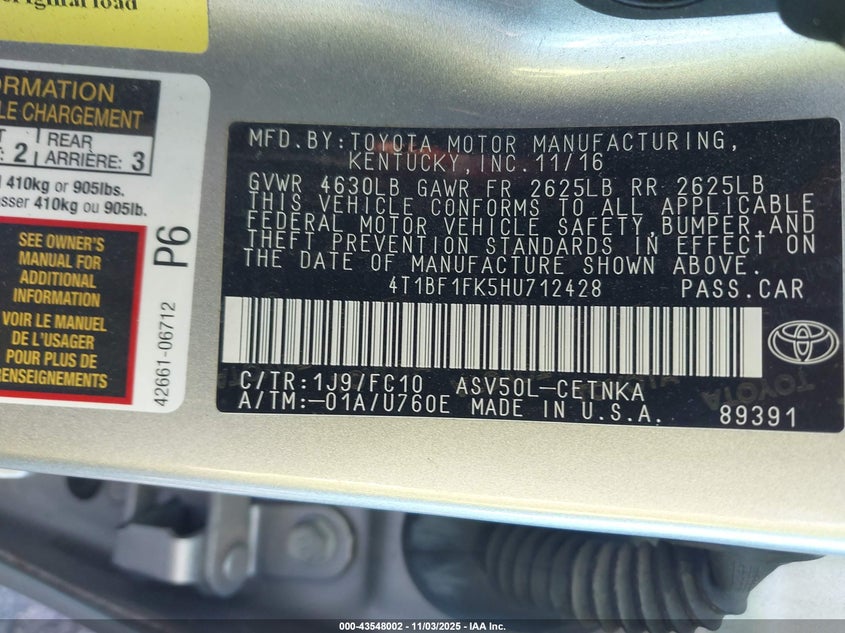 original load
ORMATION
LE CHARGEMENT
2 REAR ARRIÈRE: 3
410kg or 905lbs.
asser 410kg ou 905lb.
SEE OWNER'S
MANUAL FOR
ADDITIONAL
INFORMATION
VOIR LE MANUEL
DE L'USAGER
POUR PLUS DE
RENSEIGNEMENTS
P6
42661-06712
MFD.BY:TOYOTA MOTOR MANUFACTURING,
KENTUCKY,INC.11/16
GVWR 4630LB GAWR FR 2625LB RR 2625LB
THIS VEHICLE CONFORMS TO ALL APPLICABLE
FEDERAL MOTOR VEHICLE SAFETY,BUMPER,AND
THEFT PREVENTION STANDARDS IN EFFECT ON
THE DATE OF MANUFACTURE SHOWN ABOVE.
4T1BF1FK5HU712428 PASS.CAR
C/TR:1J9/FC10 ASV50L-CETNKA
A/TM:-01A/U760E MADE IN U.S.A. 89391
TOYOTA
000-43548002 - 11/03/2025 - IAA Inc.